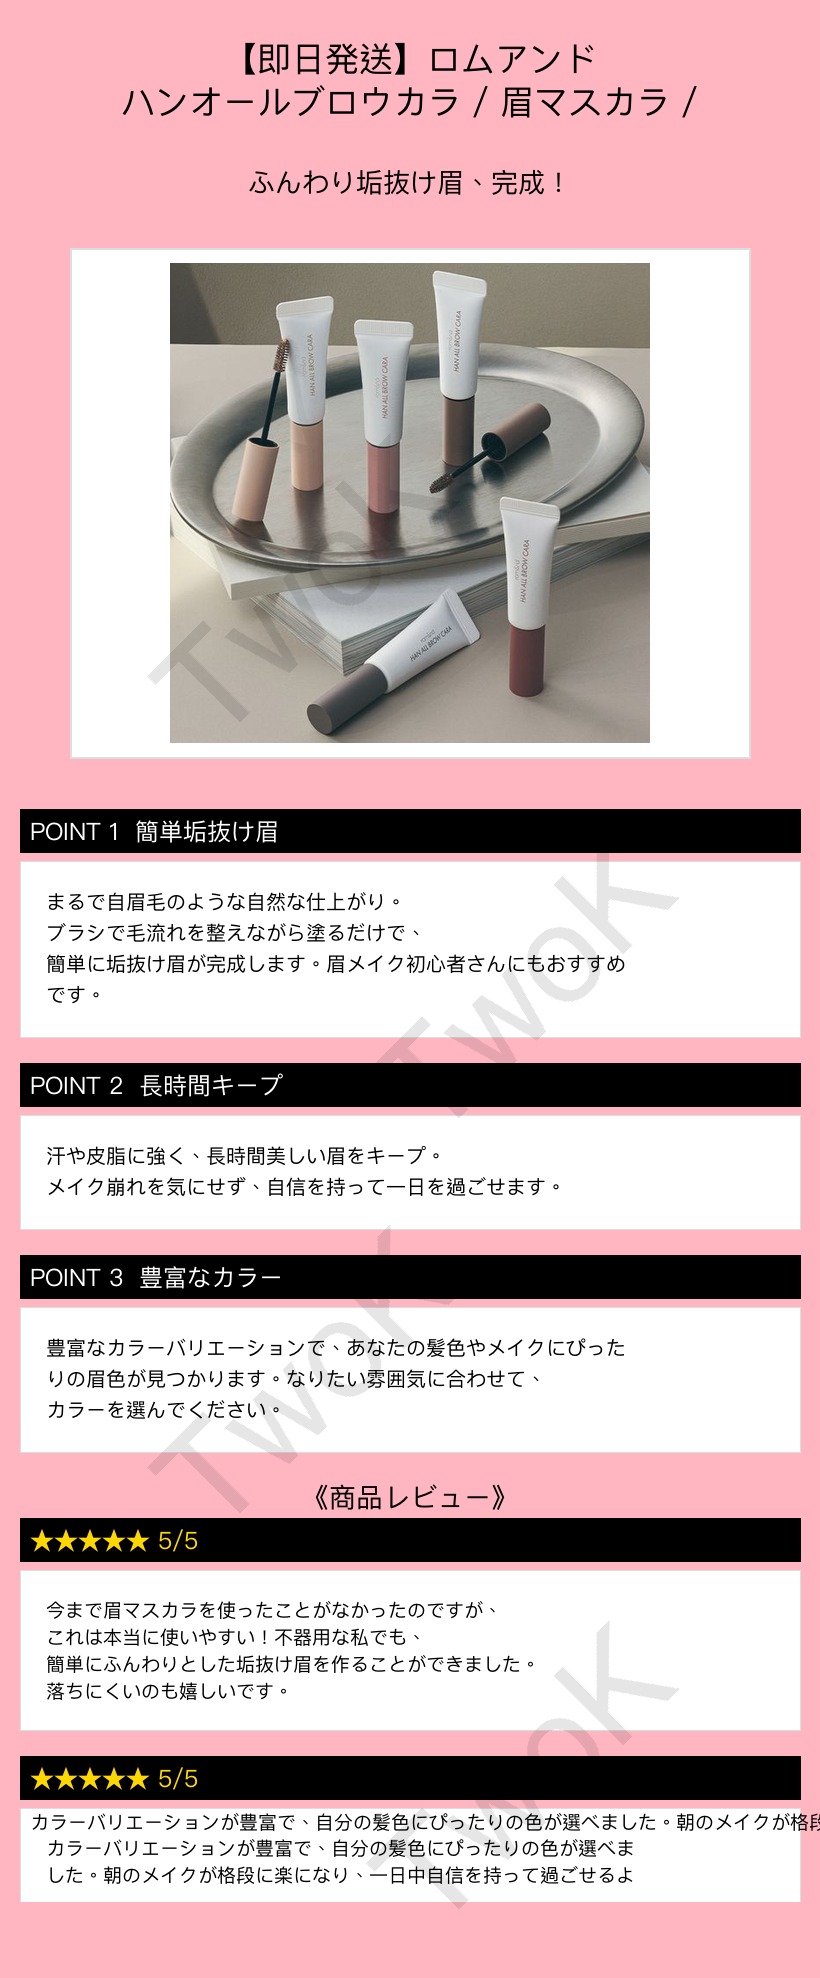 【即日発送】ロムアンド
ハンオールブロウカラ / 眉マスカラ /
ふんわり垢抜け眉、完成！
rom&nd
HAN ALL BROW CARA
rom&nd
HAN ALL BROW CARA
rom&nd
HAN ALL BROW CARA
rom&nd
HAN ALL BROW CARA
rom&nd
HAN ALL BROW CARA
TwoK
POINT 1 簡単垢抜け眉
まるで自眉毛のような自然な仕上がり。
ブラシで毛流れを整えながら塗るだけで、
簡単に垢抜け眉が完成します。眉メイク初心者さんにもおすすめ
です。
TwoK
POINT 2 長時間キープ
汗や皮脂に強く、長時間美しい眉をキープ。
メイク崩れを気にせず、自信を持って一日を過ごせます。
POINT 3 豊富なカラー
豊富なカラーバリエーションで、あなたの髪色やメイクにぴった
りの眉色が見つかります。なりたい雰囲気に合わせて、
カラーを選んでください。
TwoK
《商品レビュー》
★★★★★ 5/5
今まで眉マスカラを使ったことがなかったのですが、
これは本当に使いやすい！不器用な私でも、
簡単にふんわりとした垢抜け眉を作ることができました。
落ちにくいのも嬉しいです。
TwoK
★★★★★ 5/5
カラーバリエーションが豊富で、自分の髪色にぴったりの色が選べました。朝のメイクが格段
カラーバリエーションが豊富で、自分の髪色にぴったりの色が選べま
した。朝のメイクが格段に楽になり、一日中自信を持って過ごせるよ